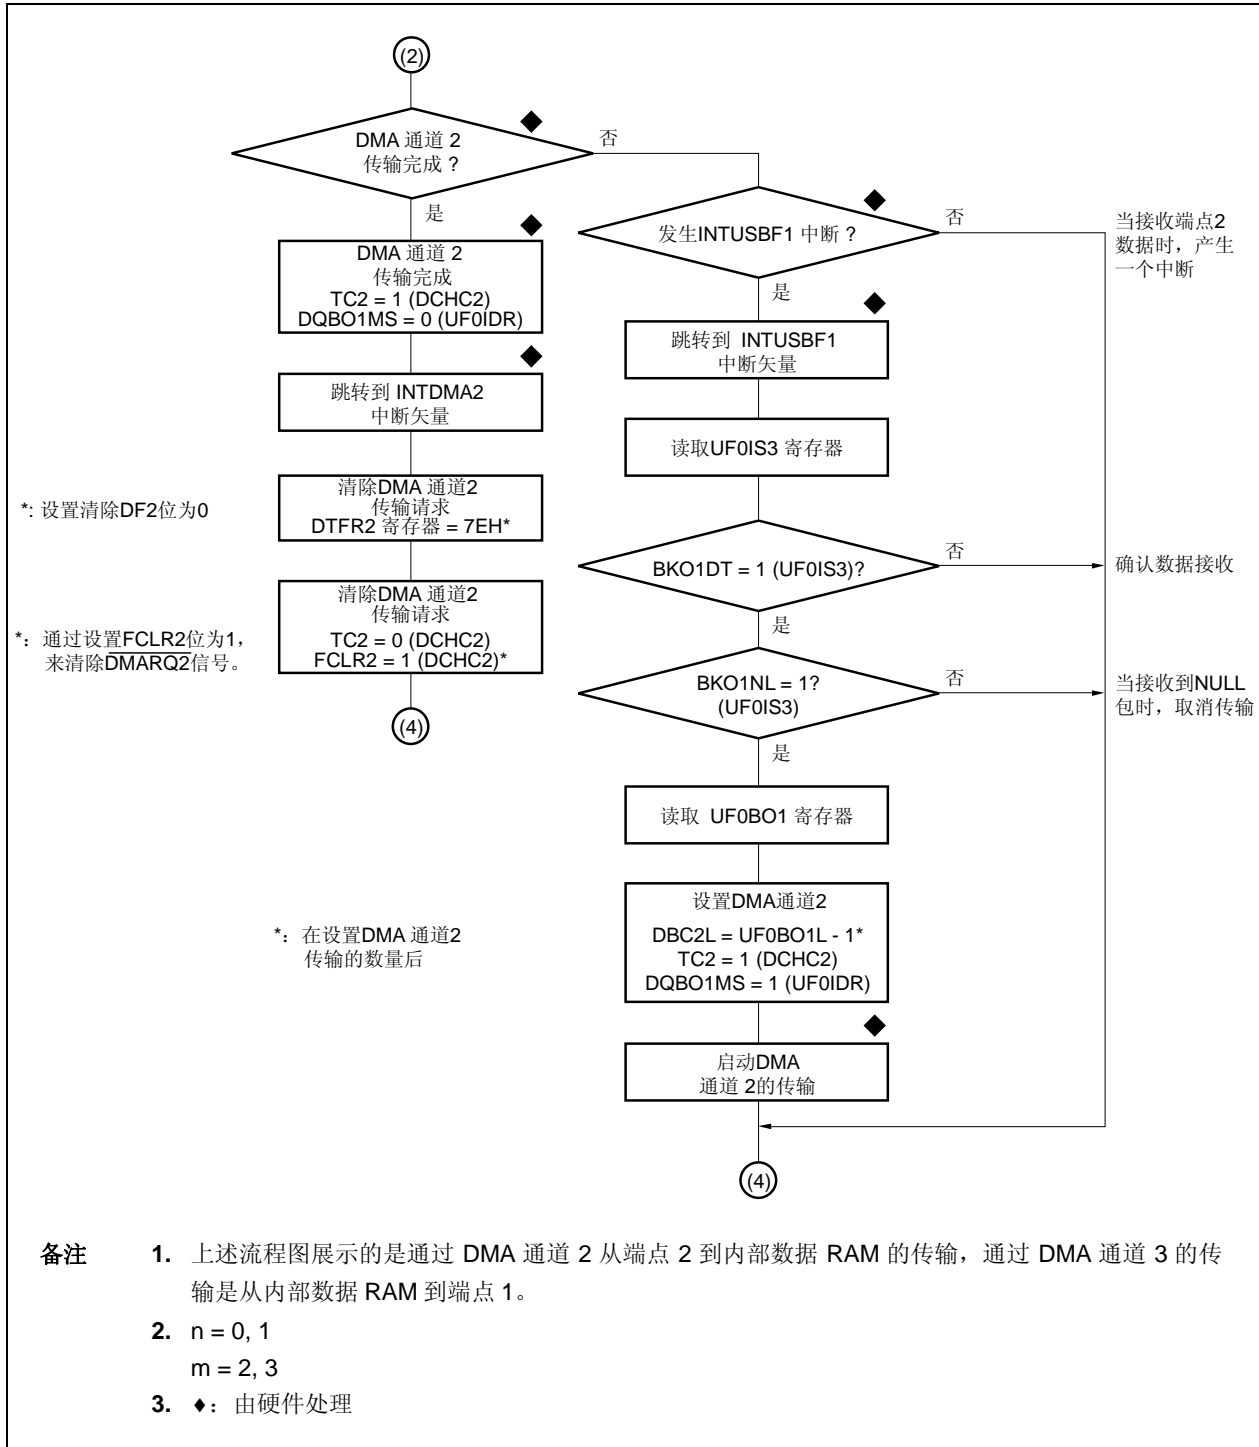 (2)
DMA 通道 2
传输完成 ?
否
是
DMA 通道 2
传输完成
TC2 = 1 (DCHC2)
DQBO1MS = 0 (UF0IDR)
跳转到 INTDMA2
中断矢量
清除DMA 通道2
传输请求
DTFR2 寄存器 = 7EH*
*: 设置清除DF2位为0
清除DMA 通道2
传输请求
TC2 = 0 (DCHC2)
FCLR2 = 1 (DCHC2)*
*：通过设置FCLR2位为1，
来清除DMARQ2信号。
(4)
发生INTUSBF1 中断 ?
否
当接收端点2
数据时，产生
一个中断
是
跳转到 INTUSBF1
中断矢量
读取UF0IS3 寄存器
BKO1DT = 1 (UF0IS3)?
否
确认数据接收
是
BKO1NL = 1?
(UF0IS3)
否
当接收到NULL
包时，取消传输
是
读取 UF0BO1 寄存器
设置DMA通道2
DBC2L = UF0BO1L - 1*
TC2 = 1 (DCHC2)
DQBO1MS = 1 (UF0IDR)
*：在设置DMA 通道2
传输的数量后
启动DMA
通道 2的传输
(4)
备注 1. 上述流程图展示的是通过 DMA 通道 2 从端点 2 到内部数据 RAM 的传输，通过 DMA 通道 3 的传
输是从内部数据 RAM 到端点 1。
2. n = 0, 1
m = 2, 3
3. ♦：由硬件处理